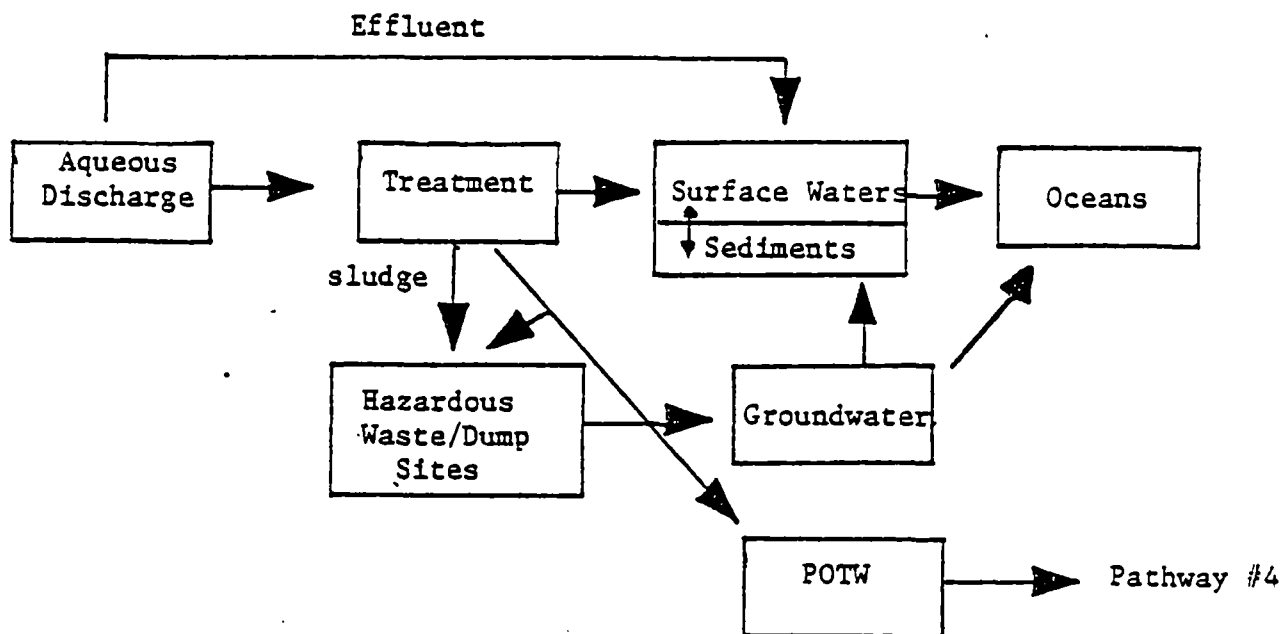 Effluent
Aqueous
Discharge
Treatment
Surface Waters
Sediments
Oceans
sludge
Hazardous
Waste/Dump
Sites
Groundwater
POTW
Pathway #4